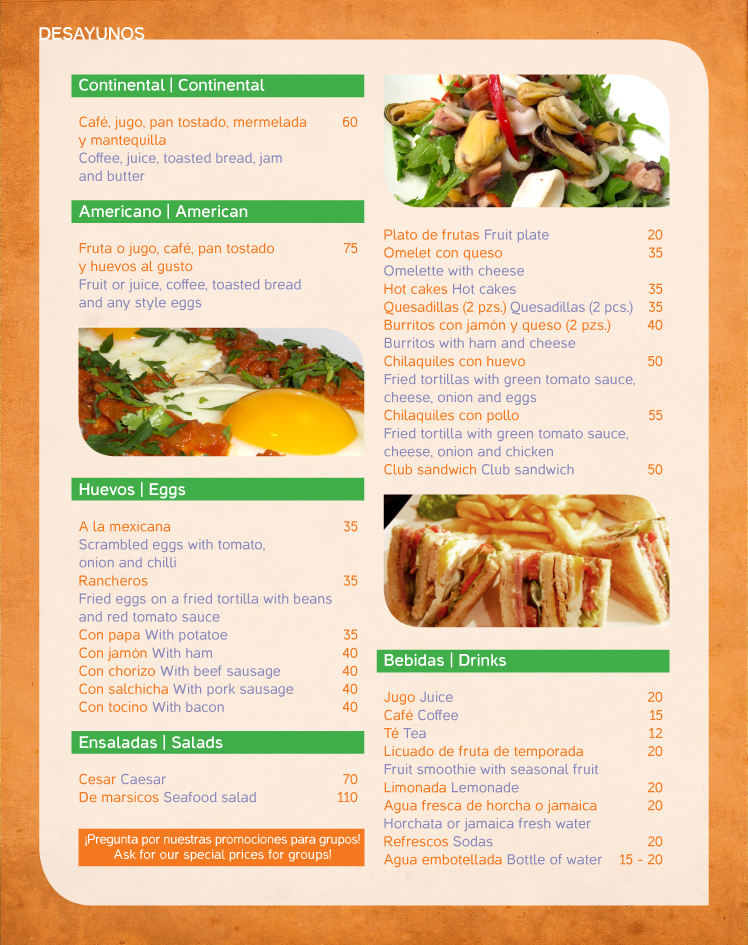 DESAYUNOS
Continental | Continental
Café, jugo, pan tostado, mermelada 60
y mantequilla
Coffee, juice, toasted bread, jam
and butter
Americano | American
Fruta o jugo, café, pan tostado 75
y huevos al gusto
Fruit or juice, coffee, toasted bread
and any style eggs
Huevos | Eggs
A la mexicana 35
Scrambled eggs with tomato,
onion and chilli
Rancheros 35
Fried eggs on a fried tortilla with beans
and red tomato sauce
Con papa With potatoe 35
Con jamón With ham 40
Con chorizo With beef sausage 40
Con salchicha With pork sausage 40
Con tocino With bacon 40
Ensaladas | Salads
Cesar Caesar 70
De marsicos Seafood salad 110
¡Pregunta por nuestras promociones para grupos!
Ask for our special prices for groups!
Plato de frutas Fruit plate 20
Omelet con queso 35
Omelette with cheese
Hot cakes Hot cakes 35
Quesadillas (2 pzs.) Quesadillas (2 pcs.) 35
Burritos con jamón y queso (2 pzs.) 40
Burritos with ham and cheese
Chilaquiles con huevo 50
Fried tortillas with green tomato sauce,
cheese, onion and eggs
Chilaquiles con pollo 55
Fried tortilla with green tomato sauce,
cheese, onion and chicken
Club sandwich Club sandwich 50
Bebidas | Drinks
Jugo Juice 20
Café Coffee 15
Té Tea 12
Licuado de fruta de temporada 20
Fruit smoothie with seasonal fruit
Limonada Lemonade 20
Agua fresca de horcha o jamaica 20
Horchata or jamaica fresh water
Refrescos Sodas 20
Agua embotellada Bottle of water 15 - 20